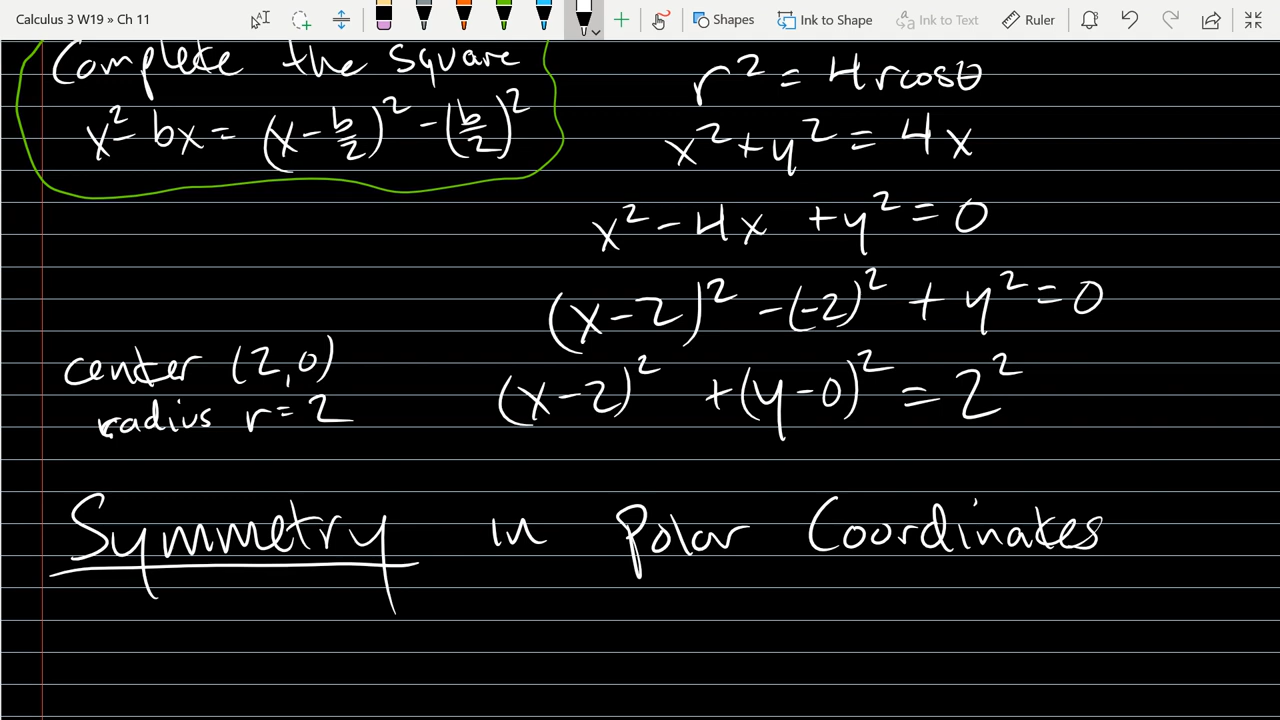 Calculus 3 W19 » Ch 11
Shapes
Ink to Shape
Ink to Text
Ruler
Complete the square
x² - bx = (x - b/2)² - (b/2)²
r² = 4rcosθ
x² + y² = 4x
x² - 4x + y² = 0
(x-2)² - (-2)² + y² = 0
center (2,0)
radius r = 2
(x-2)² + (y-0)² = 2²
Symmetry in Polar Coordinates